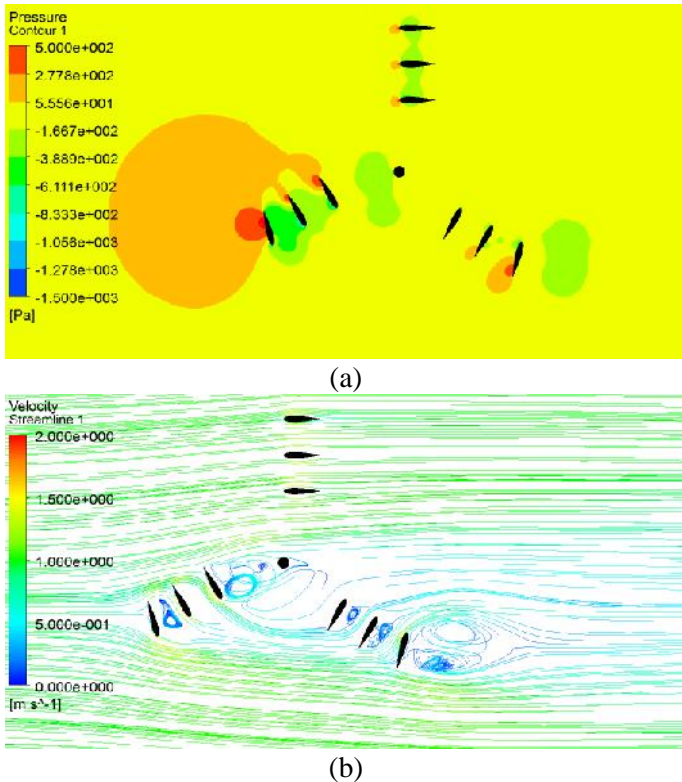 Pressure
Contour 1
5.000e+002
2.778e+002
5.556e+001
-1.667e+002
-3.889e+002
-6.111e+002
-8.333e+002
-1.056e+003
-1.278e+003
-1.500e+003
[Pa]
(a)
Velocity
Streamline 1
2.000e+000
1.500e+000
1.000e+000
5.000e-001
0.000e+000
[m s^-1]
(b)